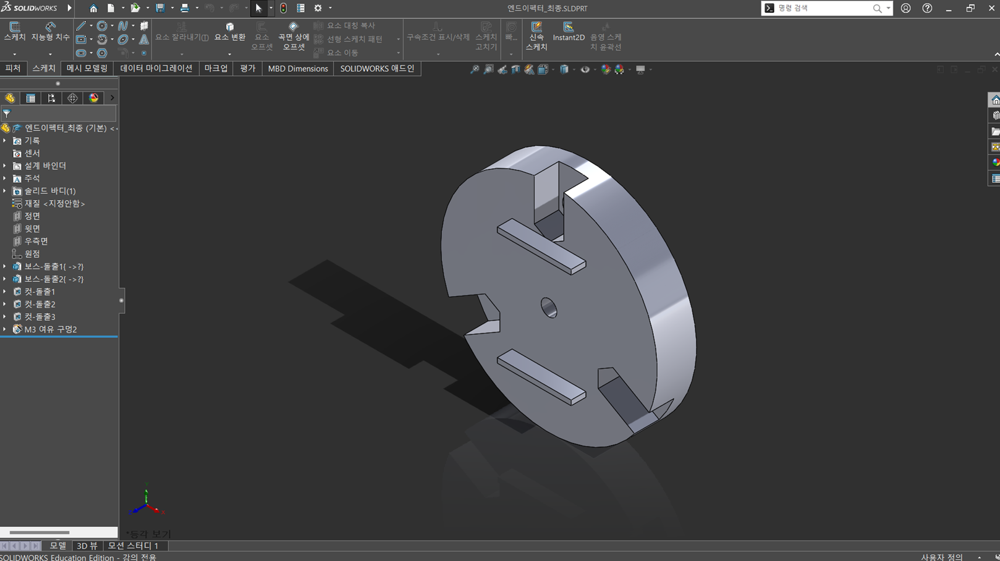 SOLIDWORKS
엔드이펙터_최종.SLDPRT
명령 검색
스케치
지능형 치수
요소 잘라내기(I)
요소 변환
요소 오프셋
곡면 상에 오프셋
요소 대칭 복사
선형 스케치 패턴
요소 이동
구속조건 표시/삭제
스케치 고치기
빠...
신속 스케치
Instant2D
음영 스케치 윤곽선
피처
스케치
메시 모델링
데이터 마이그레이션
마크업
평가
MBD Dimensions
SOLIDWORKS 애드인
엔드이펙터_최종 (기본) <
기록
센서
설계 바인더
주석
솔리드 바디(1)
재질 <지정안함>
정면
윗면
우측면
원점
보스-돌출1{ ->?}
보스-돌출2{ ->?}
컷-돌출1
컷-돌출2
컷-돌출3
M3 여유 구멍2
Y
Z
X
*등각 보기
모델
3D 뷰
모션 스터디 1
SOLIDWORKS Education Edition - 강의 전용
사용자 정의